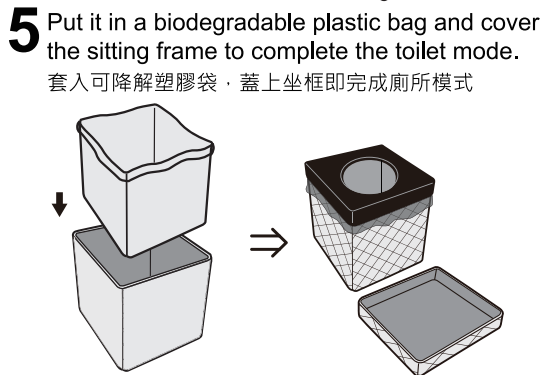 5 Put it in a biodegradable plastic bag and cover
the sitting frame to complete the toilet mode.
套入可降解塑膠袋，蓋上坐框即完成廁所模式